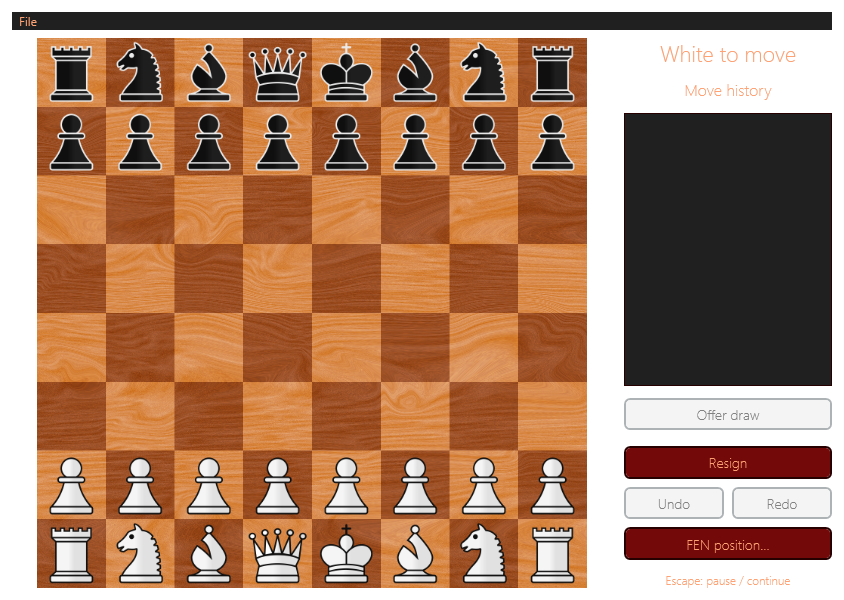 File
White to move
Move history
Offer draw
Resign
Undo
Redo
FEN position...
Escape: pause / continue